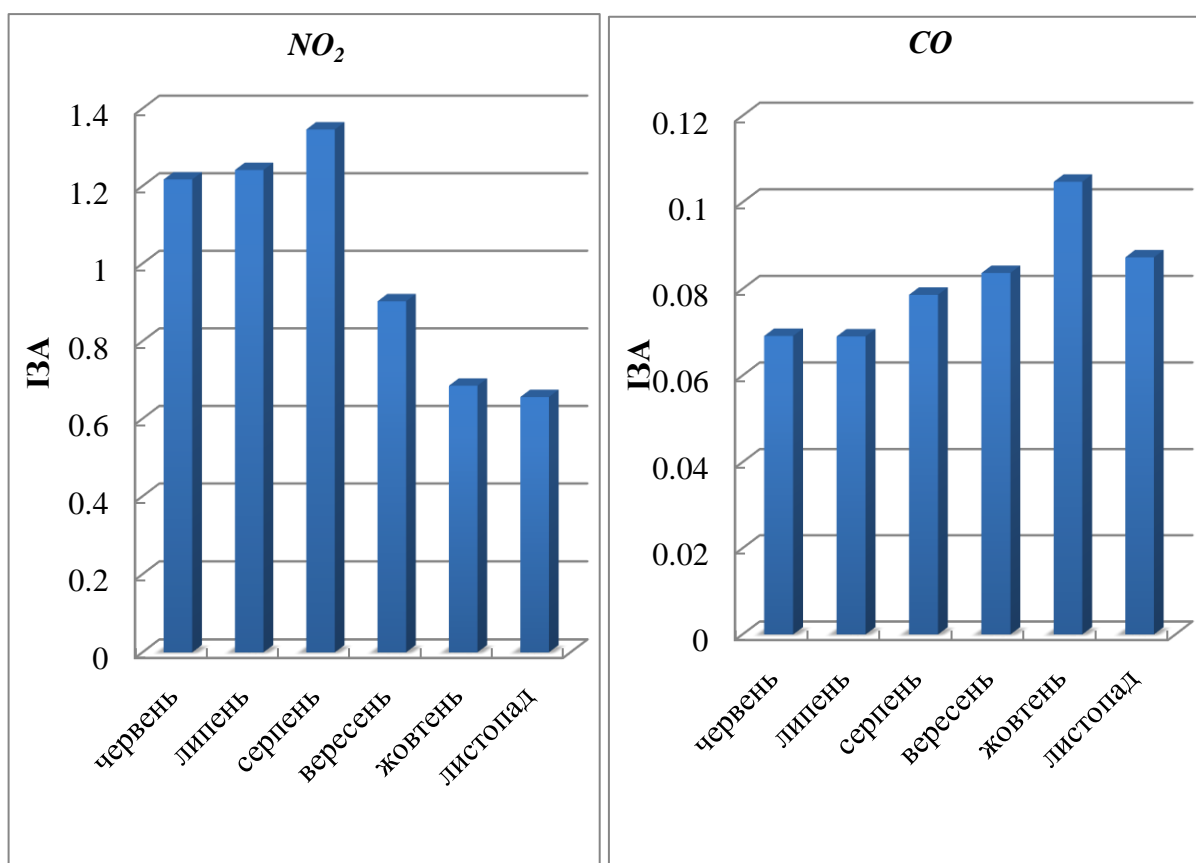 NO₂
ІЗА
1.4
1.2
1
0.8
0.6
0.4
0.2
0
червень
липень
серпень
вересень
жовтень
листопад
CO
ІЗА
0.12
0.1
0.08
0.06
0.04
0.02
0
червень
липень
серпень
вересень
жовтень
листопад